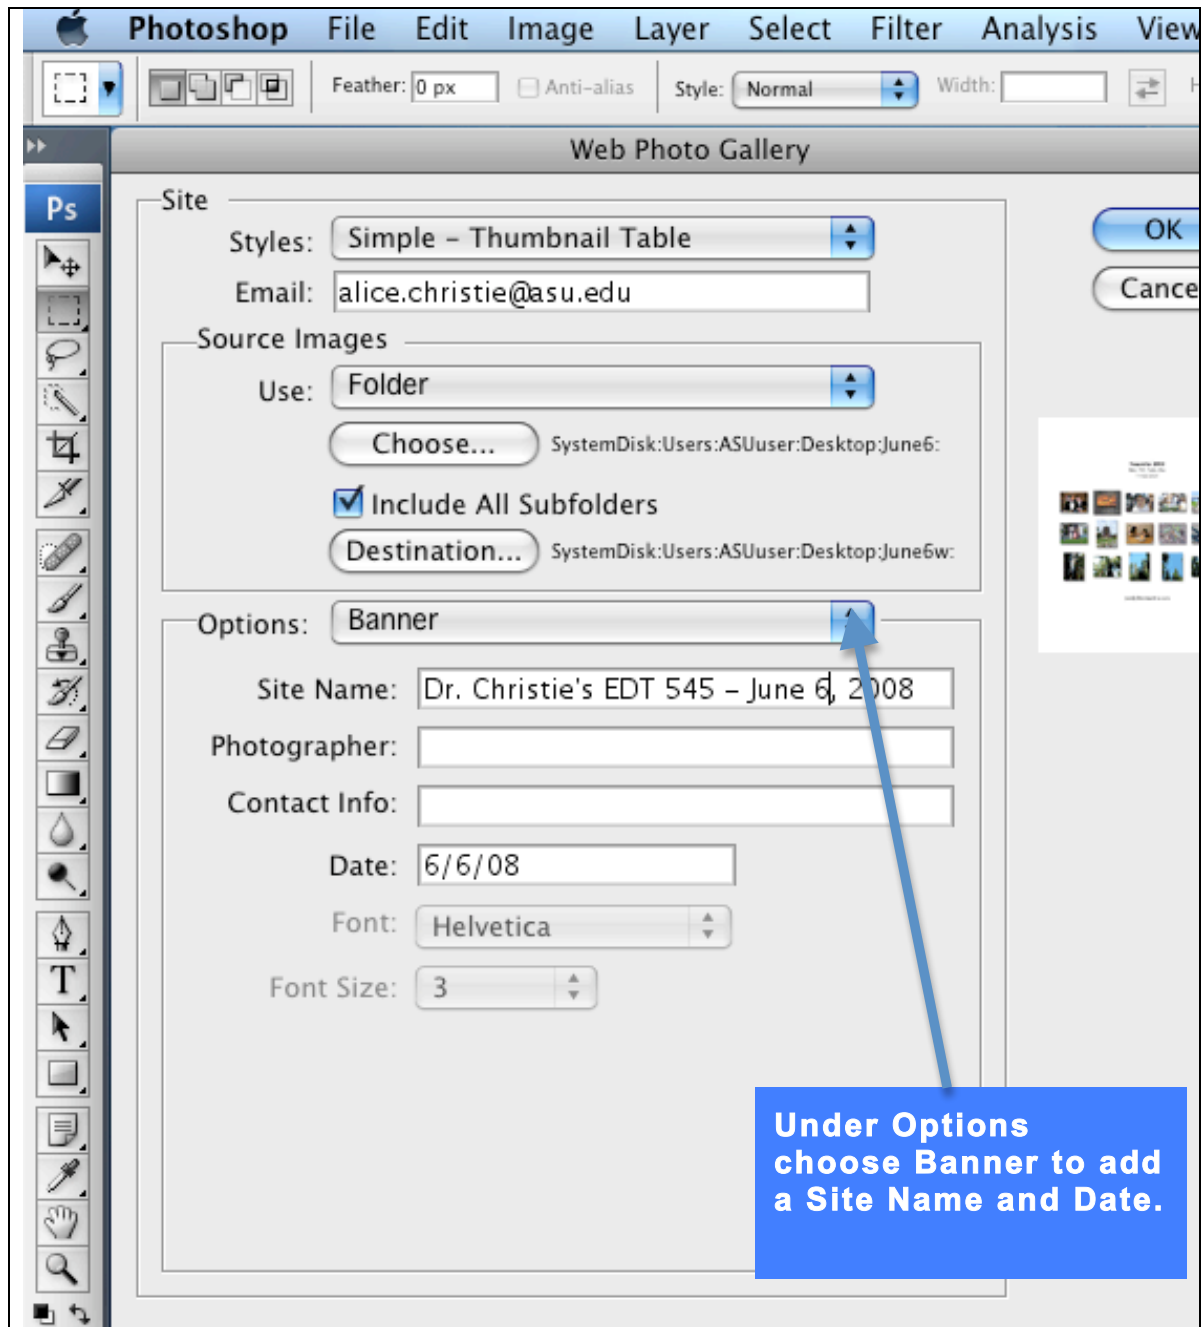 Photoshop File Edit Image Layer Select Filter Analysis View
Feather: 0 px Anti-alias Style: Normal Width: H
Web Photo Gallery
Ps
Site
Styles: Simple – Thumbnail Table
OK
Email: alice.christie@asu.edu
Cance
Source Images
Use: Folder
Choose... SystemDisk:Users:ASUuser:Desktop:June6:
Include All Subfolders
Destination... SystemDisk:Users:ASUuser:Desktop:June6w:
Options: Banner
Site Name: Dr. Christie's EDT 545 – June 6, 2008
Photographer:
Contact Info:
Date: 6/6/08
Font: Helvetica
Font Size: 3
T
Under Options
choose Banner to add
a Site Name and Date.